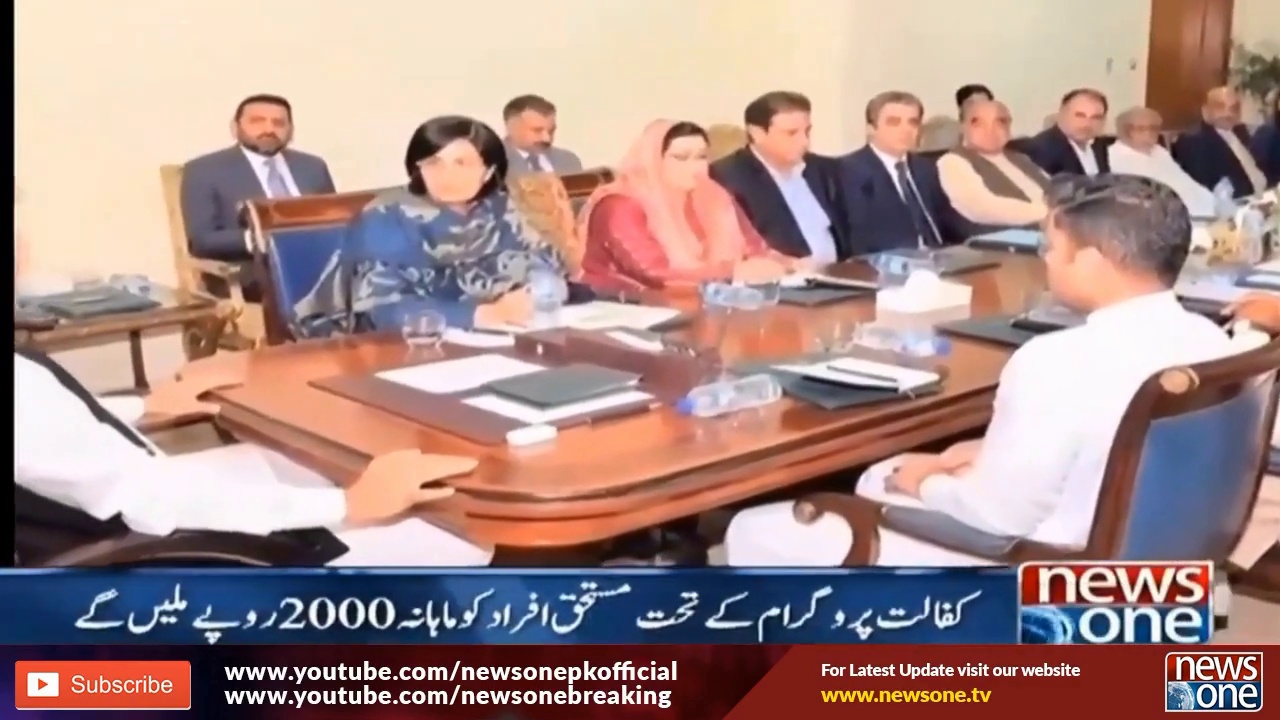 کفالت پروگرام کے تحت مستحق افراد کو ماہانہ 2000 روپے ملیں گے
news
one
Subscribe
www.youtube.com/newsonepkofficial
www.youtube.com/newsonebreaking
For Latest Update visit our website
www.newsone.tv
news
one